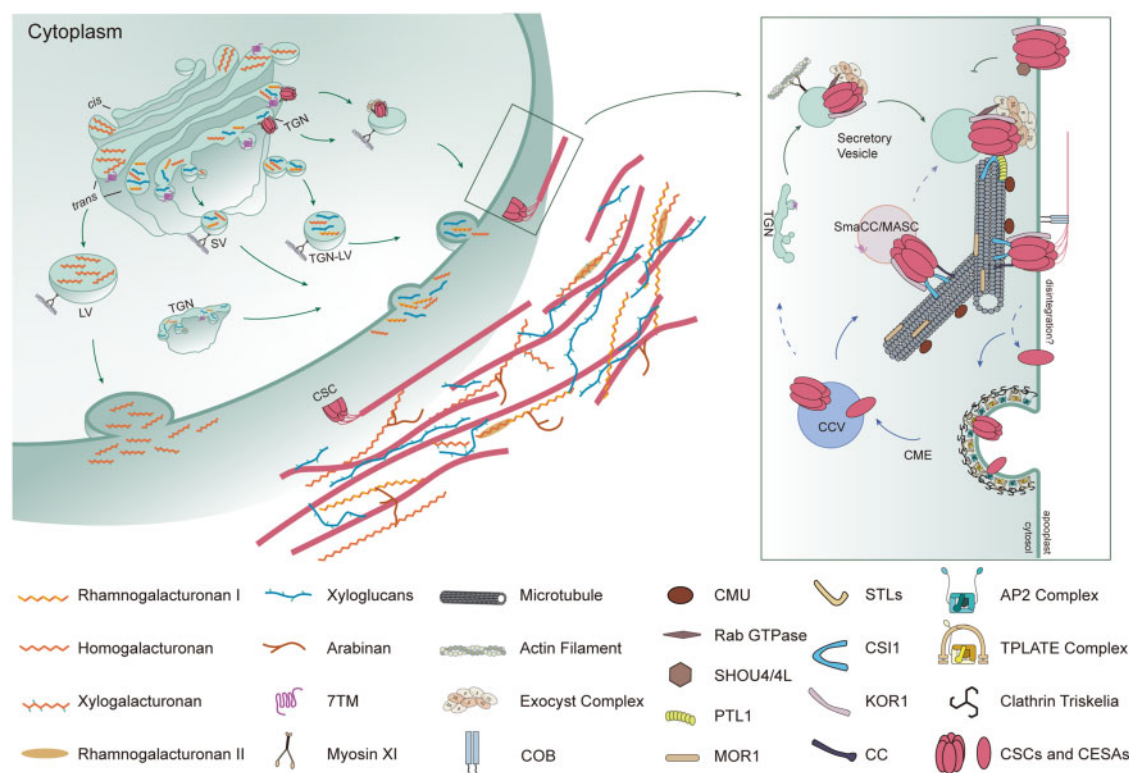 Cytoplasm
cis
TGN
trans
SV
TGN-LV
LV
TGN
CSC
Secretory
Vesicle
TGN
SmaCC/MASC
disintegration?
CCV
CME
apoplast
cytosol
Rhamnogalacturonan I
Xyloglucans
Microtubule
CMU
STLs
AP2 Complex
Homogalacturonan
Arabinan
Actin Filament
Rab GTPase
CSI1
TPLATE Complex
SHOU4/4L
Xylogalacturonan
7TM
Exocyst Complex
PTL1
KOR1
Clathrin Triskelia
Rhamnogalacturonan II
Myosin XI
COB
MOR1
CC
CSCs and CESAs